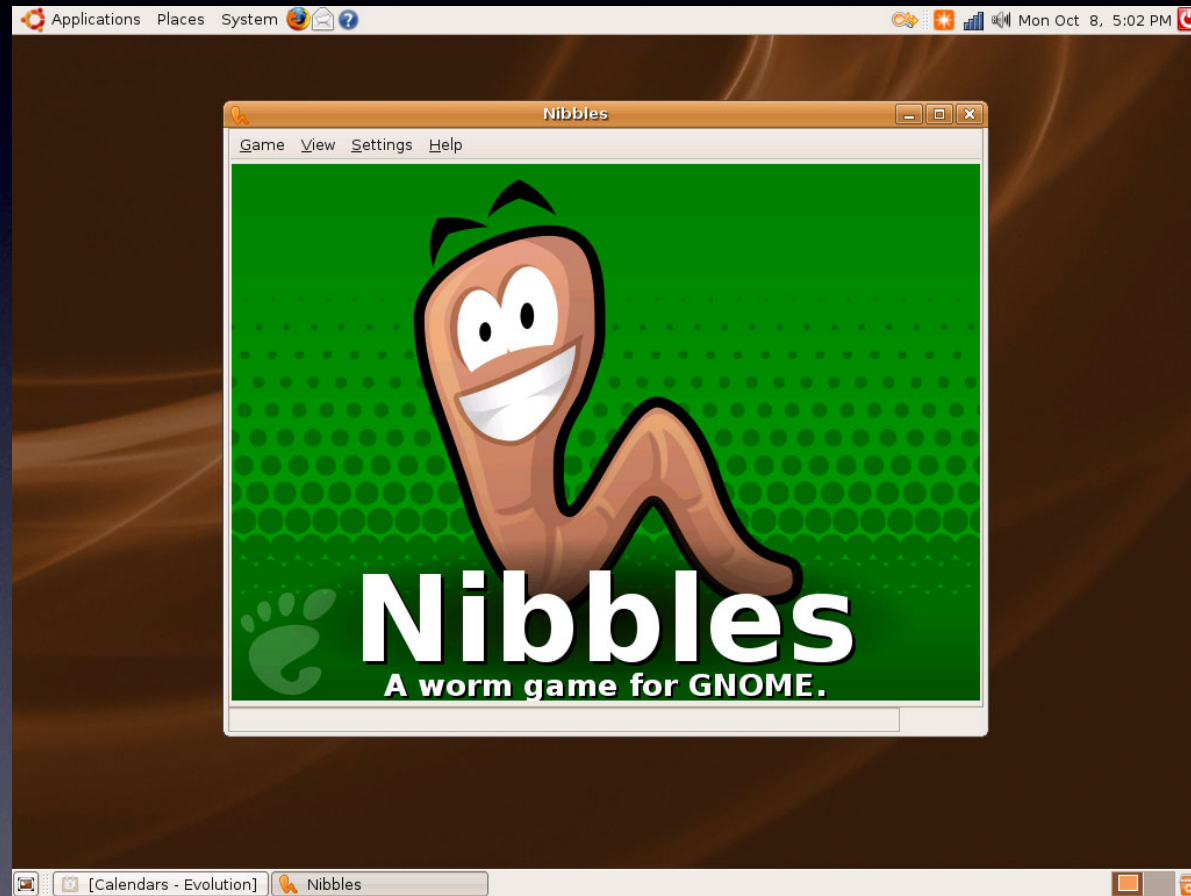 Applications Places System Mon Oct 8, 5:02 PM
Nibbles
Game View Settings Help
Nibbles
A worm game for GNOME.
[Calendars - Evolution] Nibbles